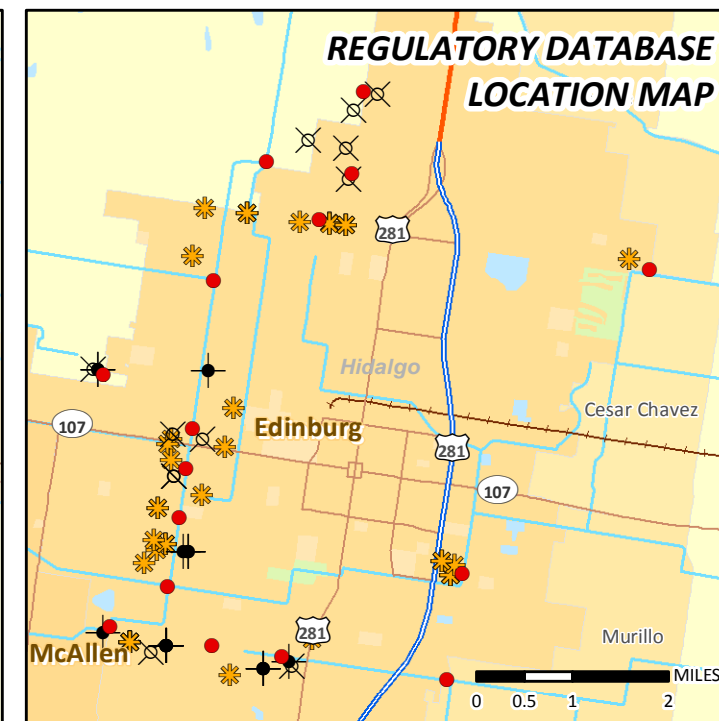 REGULATORY DATABASE
LOCATION MAP
281
Hidalgo
Cesar Chavez
107
Edinburg
281
107
281
Murillo
McAllen
MILES
0 0.5 1 2